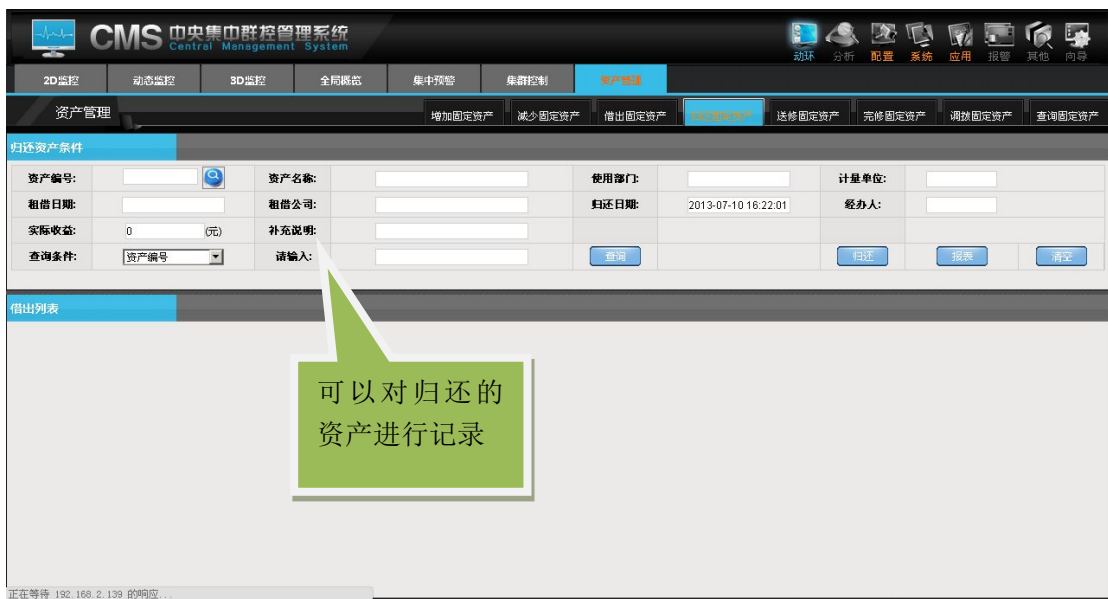 CMS 中央集中群控管理系统
Central Management System
动环 分析 配置 系统 应用 报警 其他 向导
2D监控 动态监控 3D监控 全局概览 集中预警 集群控制 资产管理
资产管理 增加固定资产 减少固定资产 借出固定资产 归还固定资产 送修固定资产 完修固定资产 调拨固定资产 查询固定资产
归还资产条件
资产编号: 资产名称: 使用部门: 计量单位:
租借日期: 租借公司: 归还日期: 2013-07-10 16:22:01 经办人:
实际收益: 0 (元) 补充说明:
查询条件: 资产编号 请输入: 查询 归还 报表 清空
借出列表
可以对归还的
资产进行记录
正在等待 192.168.2.139 的响应...